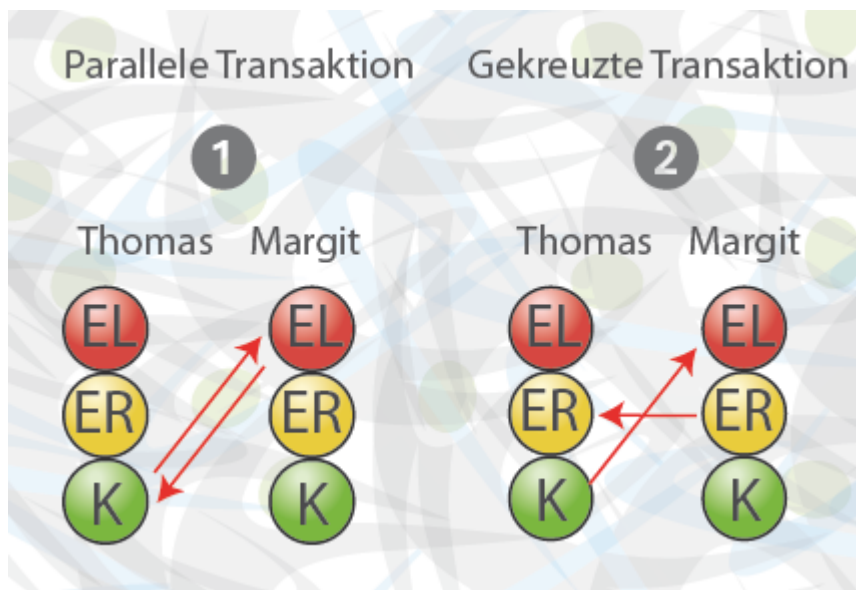 Parallele Transaktion
1
Thomas Margit
EL EL
ER ER
K K
Gekreuzte Transaktion
2
Thomas Margit
EL EL
ER ER
K K